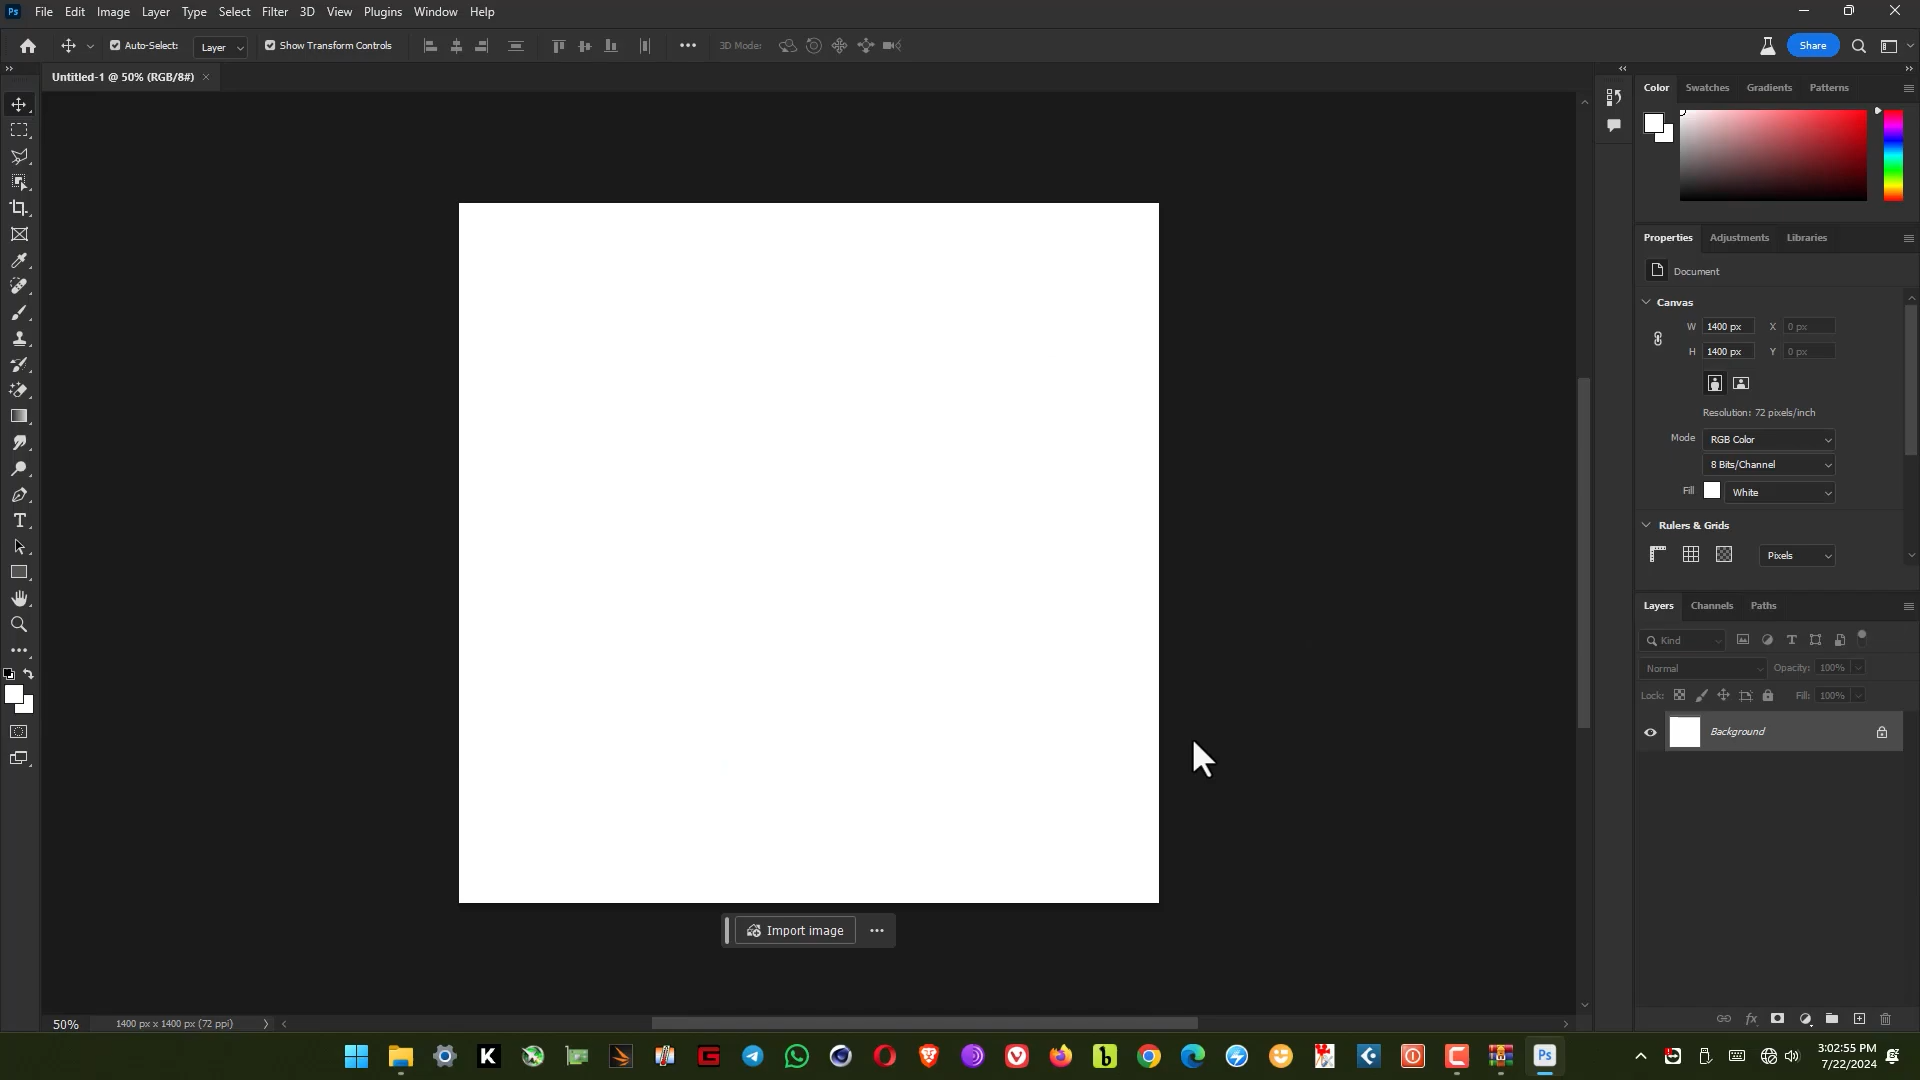 Ps File Edit Image Layer Type Select Filter 3D View Plugins Window Help
Auto-Select: Layer Show Transform Controls 3D Mode: Share
Untitled-1 @ 50% (RGB/8#) ×
Color Swatches Gradients Patterns
Properties Adjustments Libraries
Document
Canvas
W 1400 px X 0 px
H 1400 px Y 0 px
Resolution: 72 pixels/inch
Mode RGB Color
8 Bits/Channel
Fill White
Rulers & Grids
Pixels
Layers Channels Paths
Kind
Normal Opacity: 100%
Lock: Fill: 100%
Background
Import image
50% 1400 px x 1400 px (72 ppi)
3:02:55 PM
7/22/2024